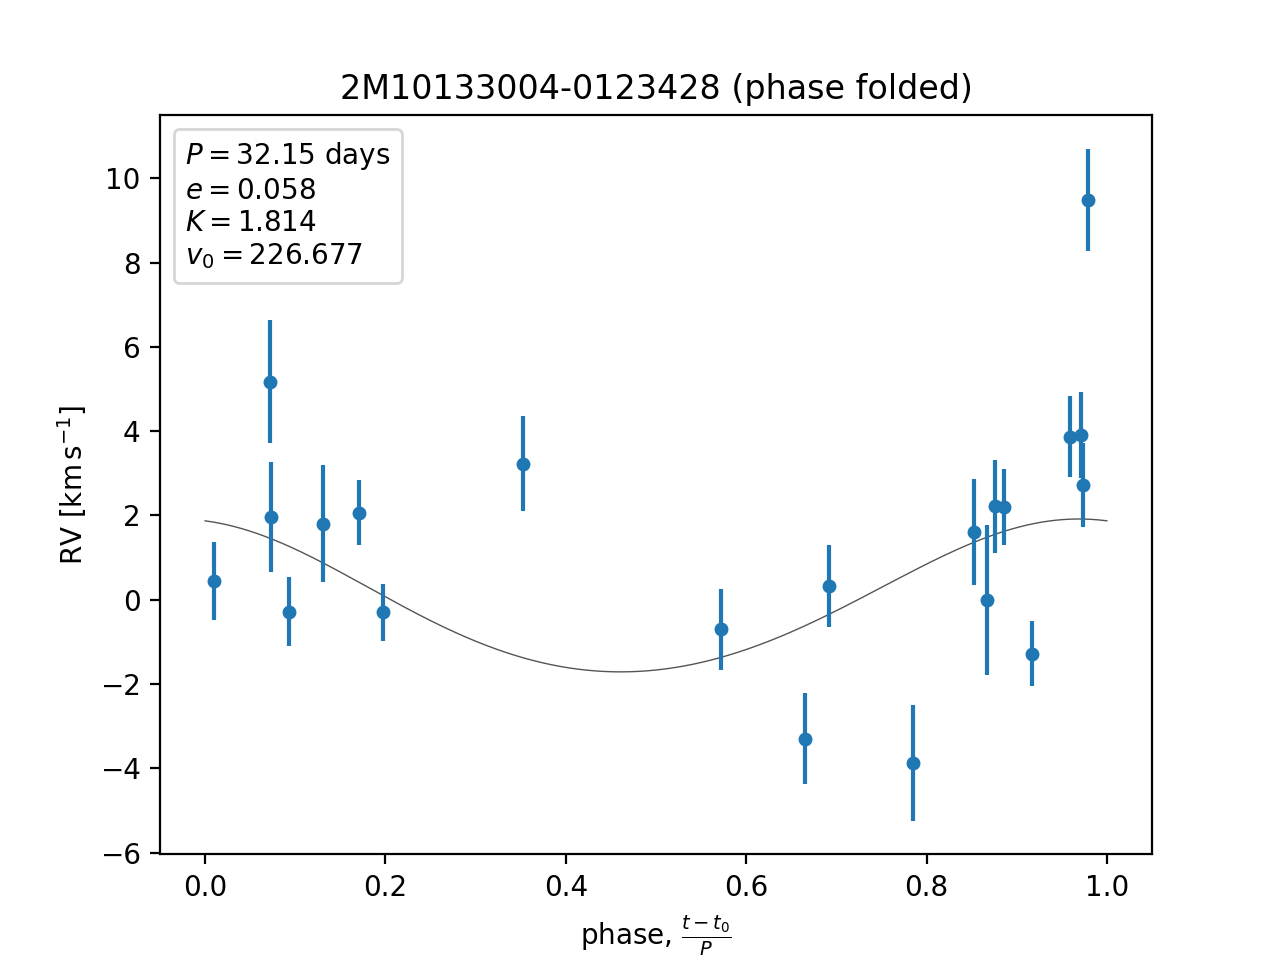 2M10133004-0123428 (phase folded)
P = 32.15 days
e = 0.058
K = 1.814
v₀ = 226.677
RV [km s⁻¹]
10
8
6
4
2
0
−2
−4
−6
0.0 0.2 0.4 0.6 0.8 1.0
phase, (t − t₀)/P